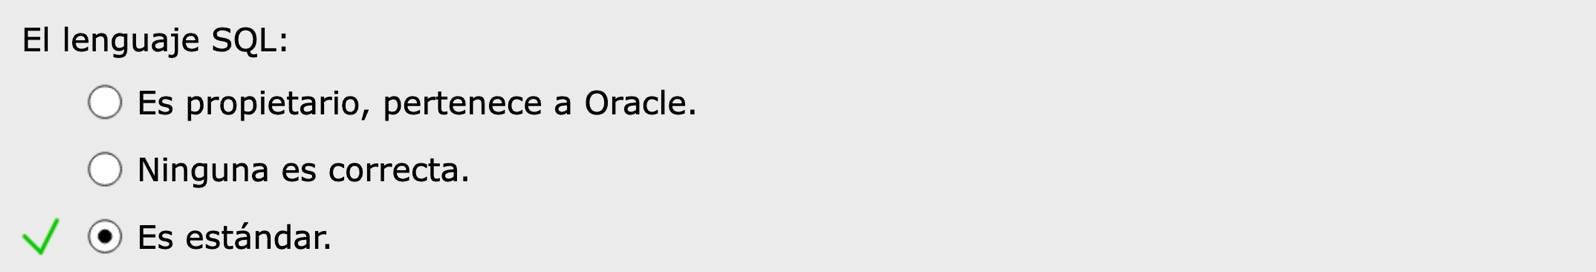 El lenguaje SQL:
Es propietario, pertenece a Oracle.
Ninguna es correcta.
Es estándar.